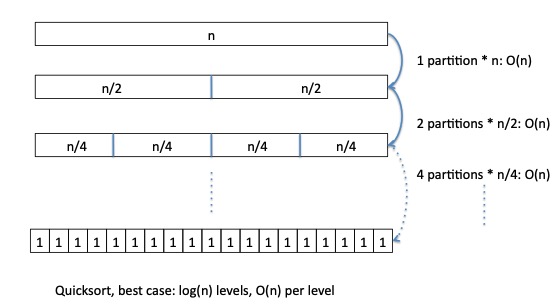 n
1 partition * n: O(n)
n/2 n/2
2 partitions * n/2: O(n)
n/4 n/4 n/4 n/4
4 partitions * n/4: O(n)
1 1 1 1 1 1 1 1 1 1 1 1 1 1 1 1 1 1 1 1
Quicksort, best case: log(n) levels, O(n) per level